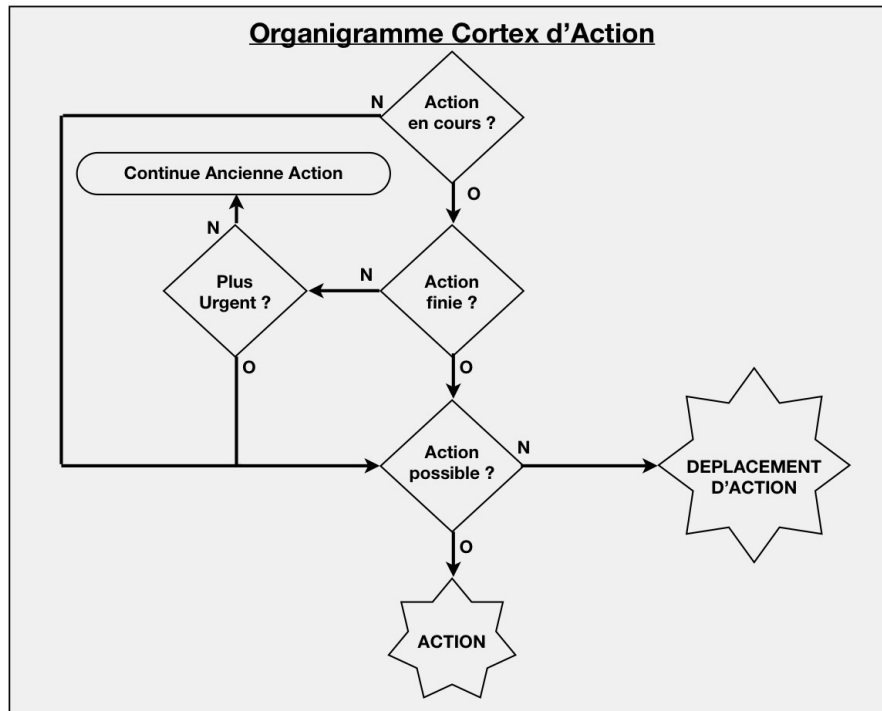 Organigramme Cortex d'Action
N
Action
en cours ?
Continue Ancienne Action
O
N
Plus
Urgent ?
N
Action
finie ?
O
O
Action
possible ?
N
DEPLACEMENT
D'ACTION
O
ACTION